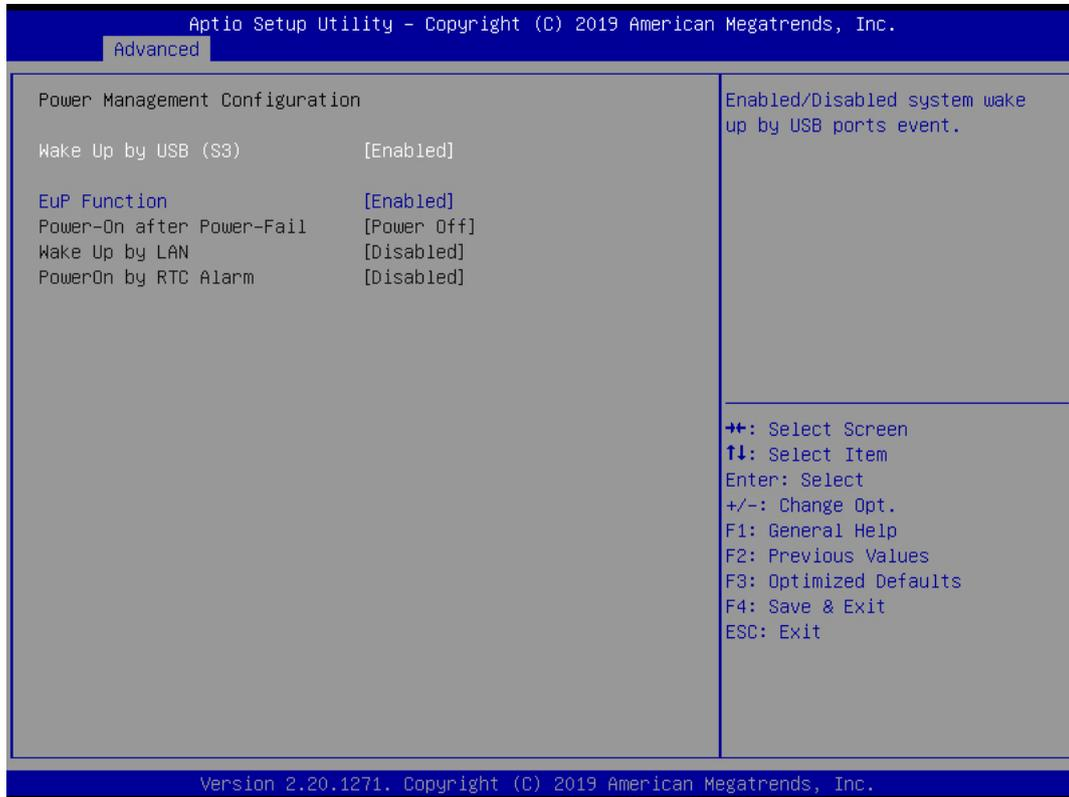 Aptio Setup Utility – Copyright (C) 2019 American Megatrends, Inc.
Advanced
Power Management Configuration
Wake Up by USB (S3) [Enabled]
EuP Function [Enabled]
Power-On after Power-Fail [Power Off]
Wake Up by LAN [Disabled]
PowerOn by RTC Alarm [Disabled]
Enabled/Disabled system wake
up by USB ports event.
→←: Select Screen
↑↓: Select Item
Enter: Select
+/-: Change Opt.
F1: General Help
F2: Previous Values
F3: Optimized Defaults
F4: Save & Exit
ESC: Exit
Version 2.20.1271. Copyright (C) 2019 American Megatrends, Inc.